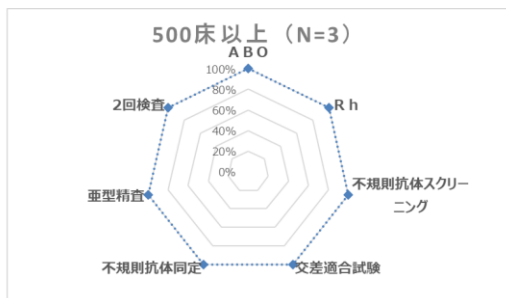 500床以上（N=3）
ABO
100%
80%
60%
40%
20%
0%
Rh
不規則抗体スクリー
ニング
交差適合試験
不規則抗体同定
亜型精査
2回検査